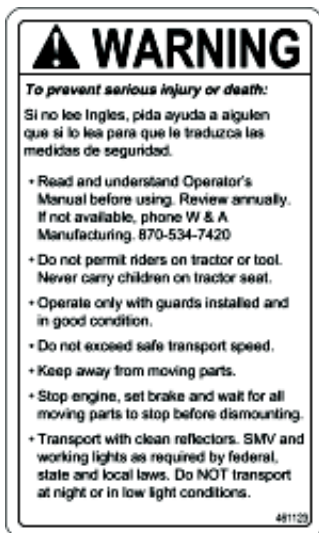 WARNING
To prevent serious injury or death:
Si no lee Ingles, pida ayuda a aiguien
que si lo lea para que le traduzca las
medidas de seguridad.
• Read and understand Operator's
Manual before using. Review annually.
If not available, phone W & A
Manufacturing. 870-534-7420
• Do not permit riders on tractor or tool.
Never carry children on tractor seat.
• Operate only with guards installed and
in good condition.
• Do not exceed safe transport speed.
• Keep away from moving parts.
• Stop engine, set brake and wait for all
moving parts to stop before dismounting.
• Transport with clean reflectors. SMV and
working lights as required by federal,
state and local laws. Do NOT transport
at night or in low light conditions.
461123